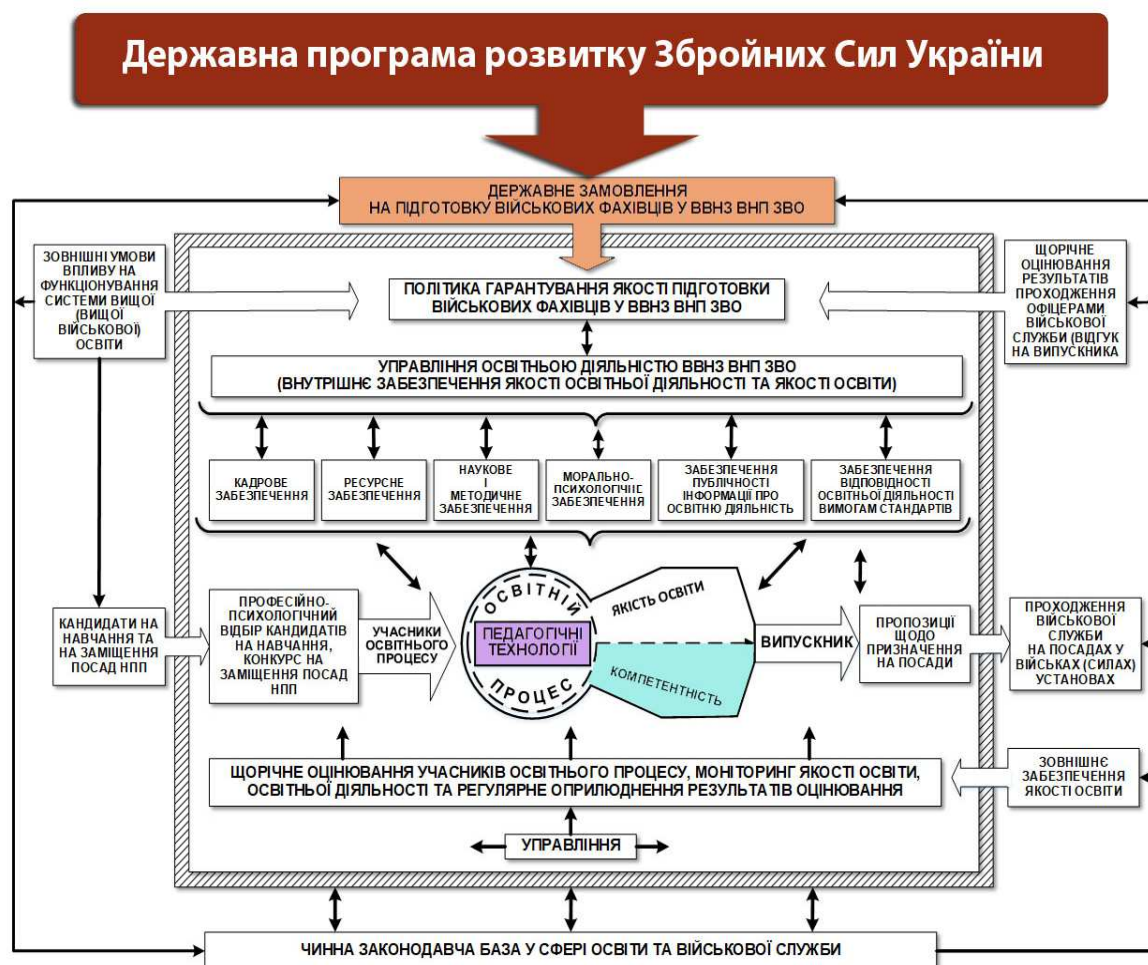 Державна програма розвитку Збройних Сил України
ДЕРЖАВНЕ ЗАМОВЛЕННЯ
НА ПІДГОТОВКУ ВІЙСЬКОВИХ ФАХІВЦІВ У ВВНЗ ВНП ЗВО
ЗОВНІШНІ УМОВИ
ВПЛИВУ НА
ФУНКЦІОНУВАННЯ
СИСТЕМИ ВИЩОЇ
(ВИЩОЇ
ВІЙСЬКОВОЇ)
ОСВІТИ
ПОЛІТИКА ГАРАНТУВАННЯ ЯКОСТІ ПІДГОТОВКИ
ВІЙСЬКОВИХ ФАХІВЦІВ У ВВНЗ ВНП ЗВО
ЩОРІЧНЕ
ОЦІНЮВАННЯ
РЕЗУЛЬТАТІВ
ПРОХОДЖЕННЯ
ОФІЦЕРАМИ
ВІЙСЬКОВОЇ
СЛУЖБИ (ВІДГУК
НА ВИПУСКНИКА
УПРАВЛІННЯ ОСВІТНЬОЮ ДІЯЛЬНІСТЮ ВВНЗ ВНП ЗВО
(ВНУТРІШНЄ ЗАБЕЗПЕЧЕННЯ ЯКОСТІ ОСВІТНЬОЇ ДІЯЛЬНОСТІ ТА ЯКОСТІ ОСВІТИ)
КАДРОВЕ
ЗАБЕЗПЕЧЕННЯ
РЕСУРСНЕ
ЗАБЕЗПЕЧЕННЯ
НАУКОВЕ
І
МЕТОДИЧНЕ
ЗАБЕЗПЕЧЕННЯ
МОРАЛЬНО-
ПСИХОЛОГІЧНЕ
ЗАБЕЗПЕЧЕННЯ
ЗАБЕЗПЕЧЕННЯ
ПУБЛІЧНОСТІ
ІНФОРМАЦІЇ ПРО
ОСВІТНЮ ДІЯЛЬНІСТЬ
ЗАБЕЗПЕЧЕННЯ
ВІДПОВІДНОСТІ
ОСВІТНЬОЇ ДІЯЛЬНОСТІ
ВИМОГАМ СТАНДАРТІВ
КАНДИДАТИ НА
НАВЧАННЯ ТА
НА ЗАМІЩЕННЯ
ПОСАД НПП
ПРОФЕСІЙНО-
ПСИХОЛОГІЧНИЙ
ВІДБІР КАНДИДАТІВ
НА НАВЧАННЯ,
КОНКУРС НА
ЗАМІЩЕННЯ ПОСАД
НПП
УЧАСНИКИ
ОСВІТНЬОГО
ПРОЦЕСУ
ОСВІТНІЙ
ПЕДАГОГІЧНІ
ТЕХНОЛОГІЇ
ПРОЦЕС
ЯКІСТЬ ОСВІТИ
КОМПЕТЕНТНІСТЬ
ВИПУСКНИК
ПРОПОЗИЦІЇ
ЩОДО
ПРИЗНАЧЕННЯ
НА ПОСАДИ
ПРОХОДЖЕННЯ
ВІЙСЬКОВОЇ
СЛУЖБИ
НА ПОСАДАХ У
ВІЙСЬКАХ (СИЛАХ)
УСТАНОВАХ
ЩОРІЧНЕ ОЦІНЮВАННЯ УЧАСНИКІВ ОСВІТНЬОГО ПРОЦЕСУ, МОНІТОРИНГ ЯКОСТІ ОСВІТИ,
ОСВІТНЬОЇ ДІЯЛЬНОСТІ ТА РЕГУЛЯРНЕ ОПРИЛЮДНЕННЯ РЕЗУЛЬТАТІВ ОЦІНЮВАННЯ
ЗОВНІШНЄ
ЗАБЕЗПЕЧЕННЯ
ЯКОСТІ ОСВІТИ
УПРАВЛІННЯ
ЧИННА ЗАКОНОДАВЧА БАЗА У СФЕРІ ОСВІТИ ТА ВІЙСЬКОВОЇ СЛУЖБИ